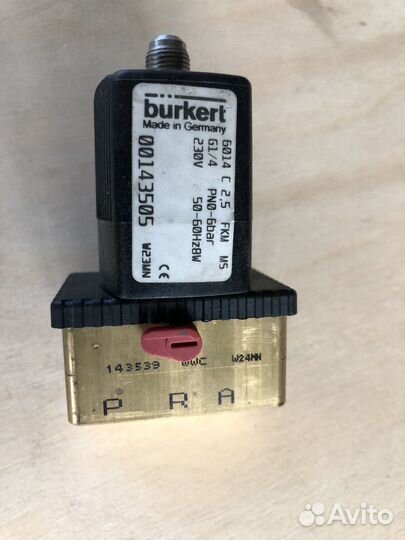 burkert
Made in Germany
00143505 W23MN
6014 C 2,5 FKM MS
G1/4 PN0-6bar
230V 50-60Hz8W
CE
143539 WWC W24MN
P R A
Avito